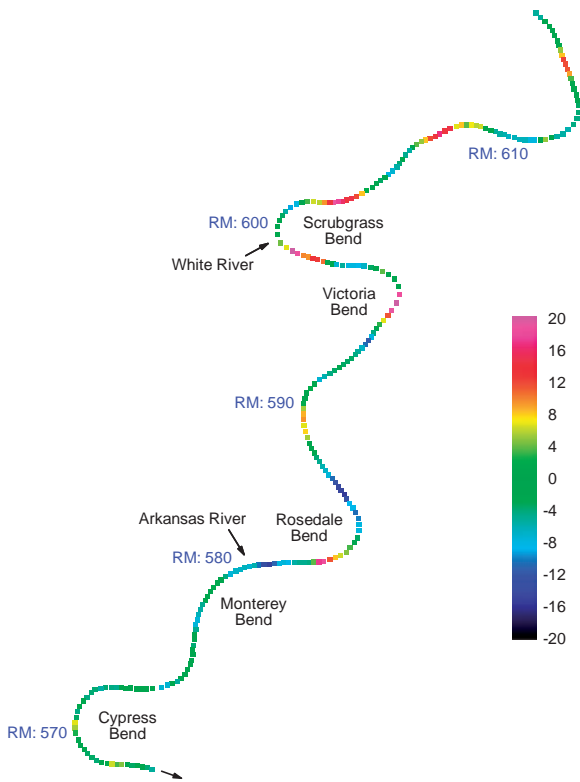 RM: 610
RM: 600
Scrubgrass
Bend
White River
Victoria
Bend
RM: 590
Arkansas River
Rosedale
Bend
RM: 580
Monterey
Bend
Cypress
Bend
RM: 570
20
16
12
8
4
0
-4
-8
-12
-16
-20